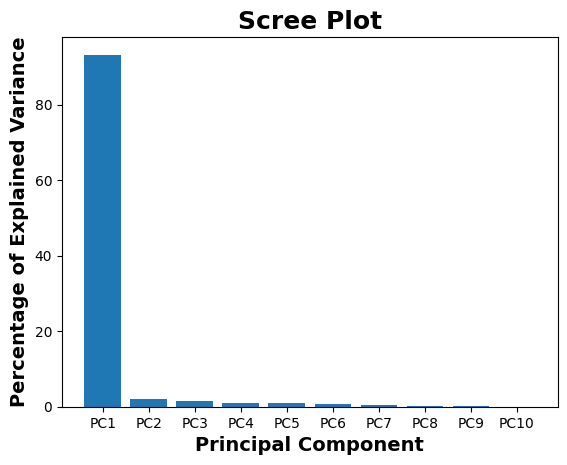 Scree Plot
Percentage of Explained Variance
80
60
40
20
0
PC1 PC2 PC3 PC4 PC5 PC6 PC7 PC8 PC9 PC10
Principal Component